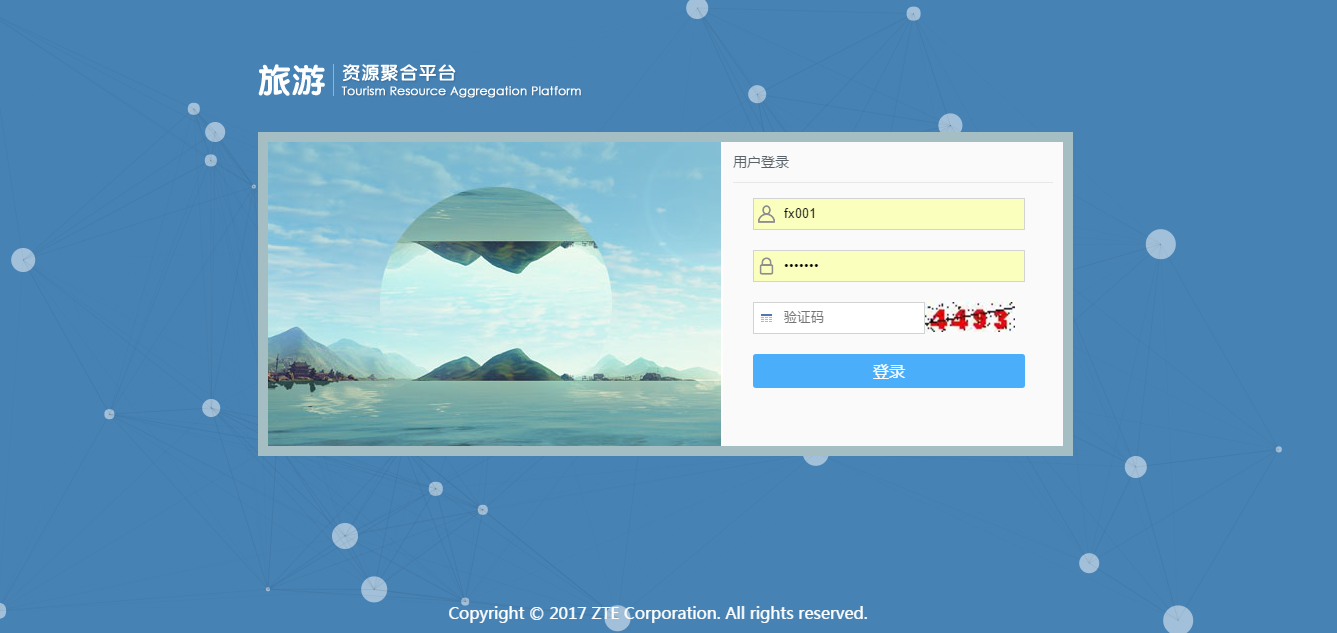 旅游
资源聚合平台
Tourism Resource Aggregation Platform
用户登录
fx001
•••••••
验证码
4493
登录
Copyright © 2017 ZTE Corporation. All rights reserved.